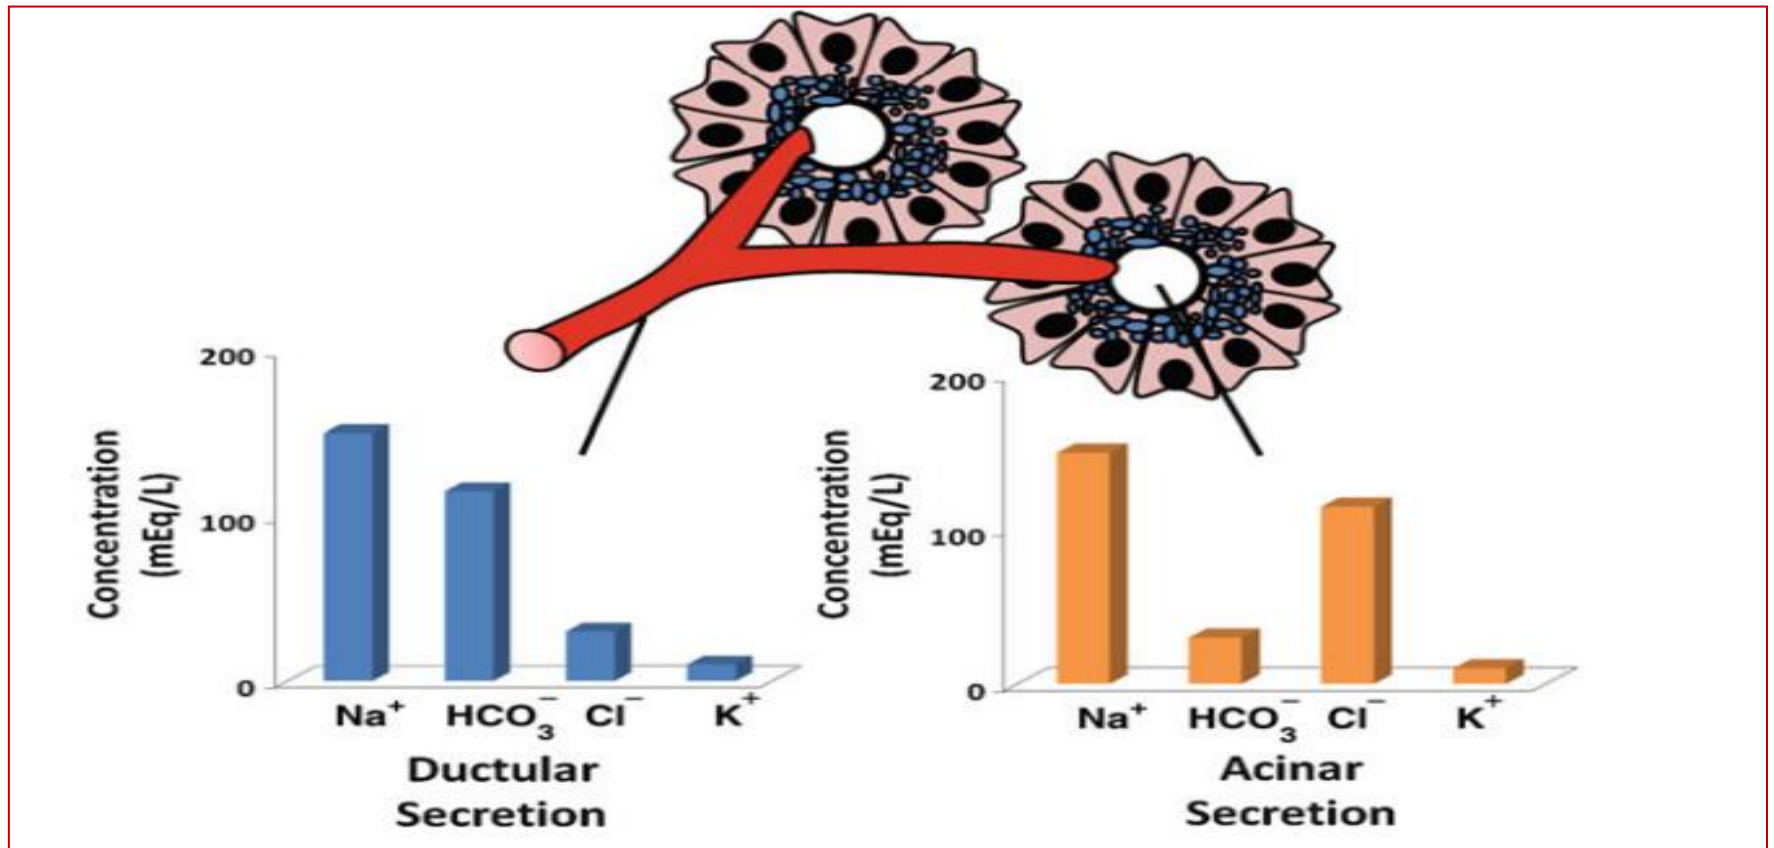 200
100
0
Concentration
(mEq/L)
Na⁺ HCO₃⁻ Cl⁻ K⁺
Ductular
Secretion
200
100
0
Concentration
(mEq/L)
Na⁺ HCO₃⁻ Cl⁻ K⁺
Acinar
Secretion